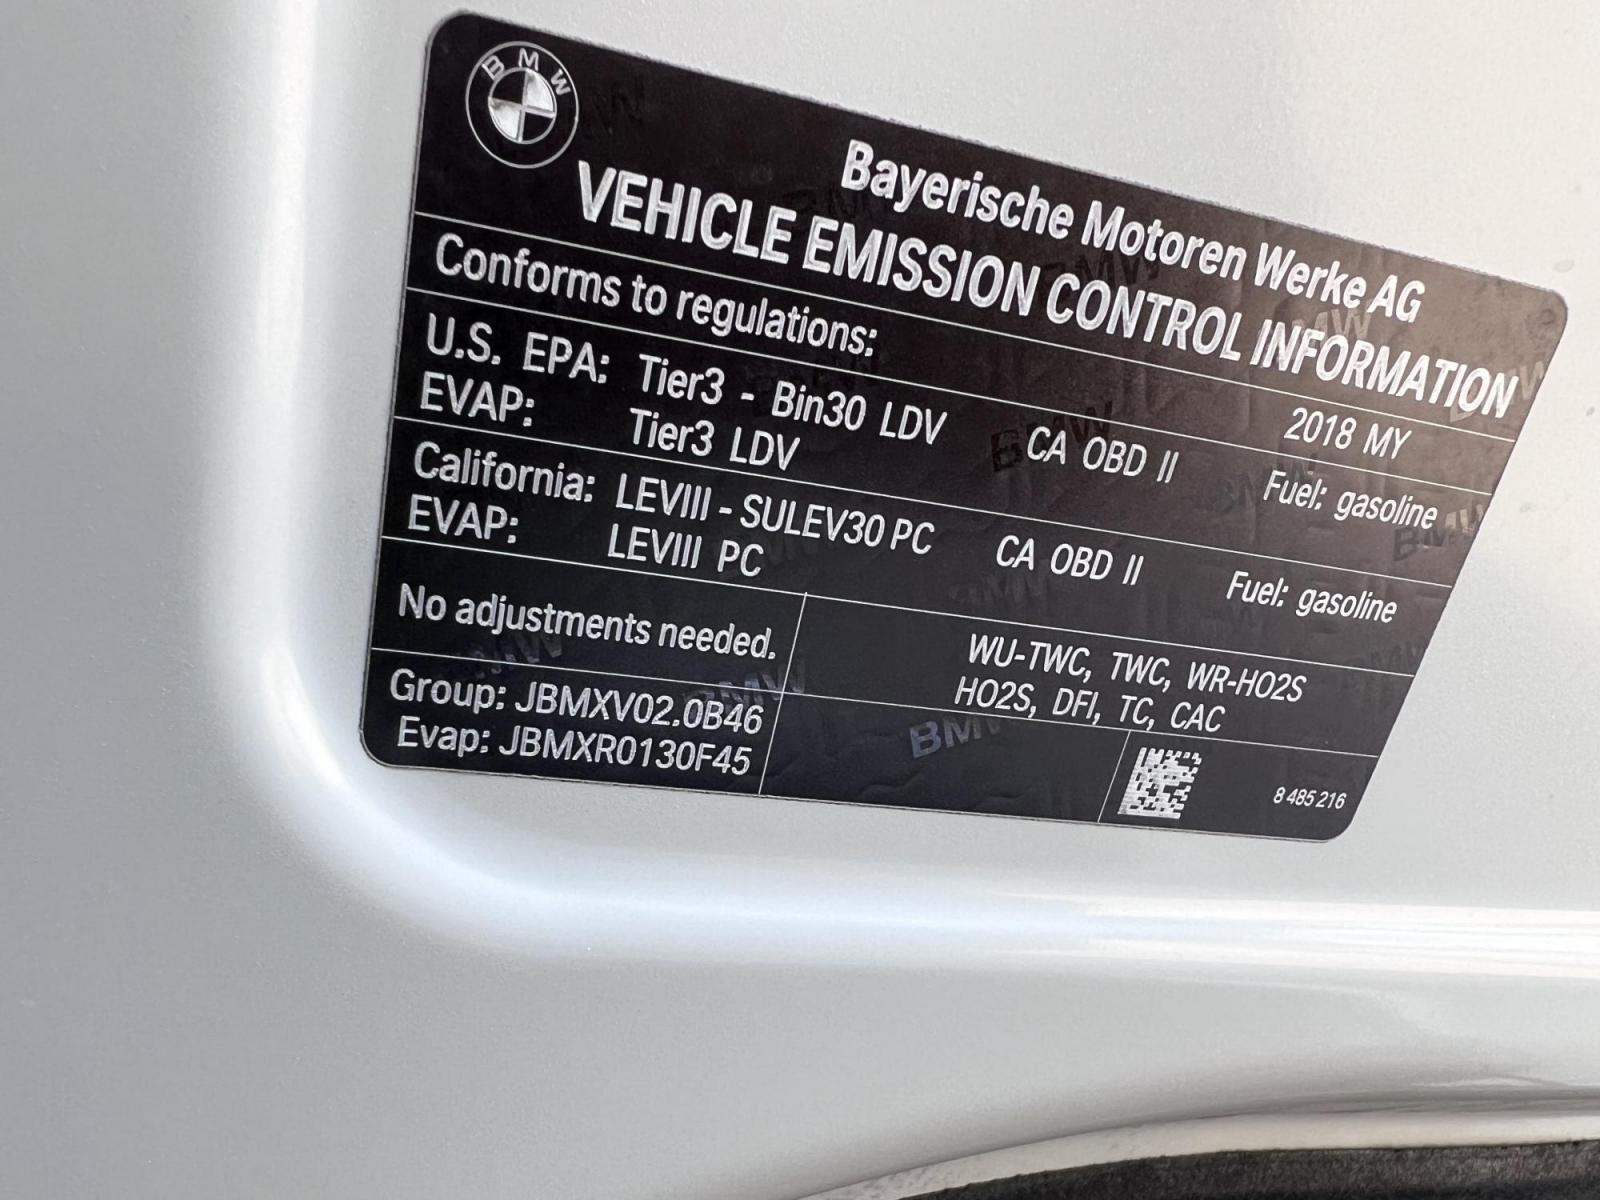 BMW
Bayerische Motoren Werke AG
VEHICLE EMISSION CONTROL INFORMATION
Conforms to regulations: 2018 MY
U.S. EPA: Tier3 - Bin30 LDV CA OBD II Fuel: gasoline
EVAP: Tier3 LDV
California: LEVIII - SULEV30 PC CA OBD II Fuel: gasoline
EVAP: LEVIII PC
No adjustments needed.
WU-TWC, TWC, WR-HO2S
HO2S, DFI, TC, CAC
Group: JBMXV02.0B46
Evap: JBMXR0130F45
8 485 216